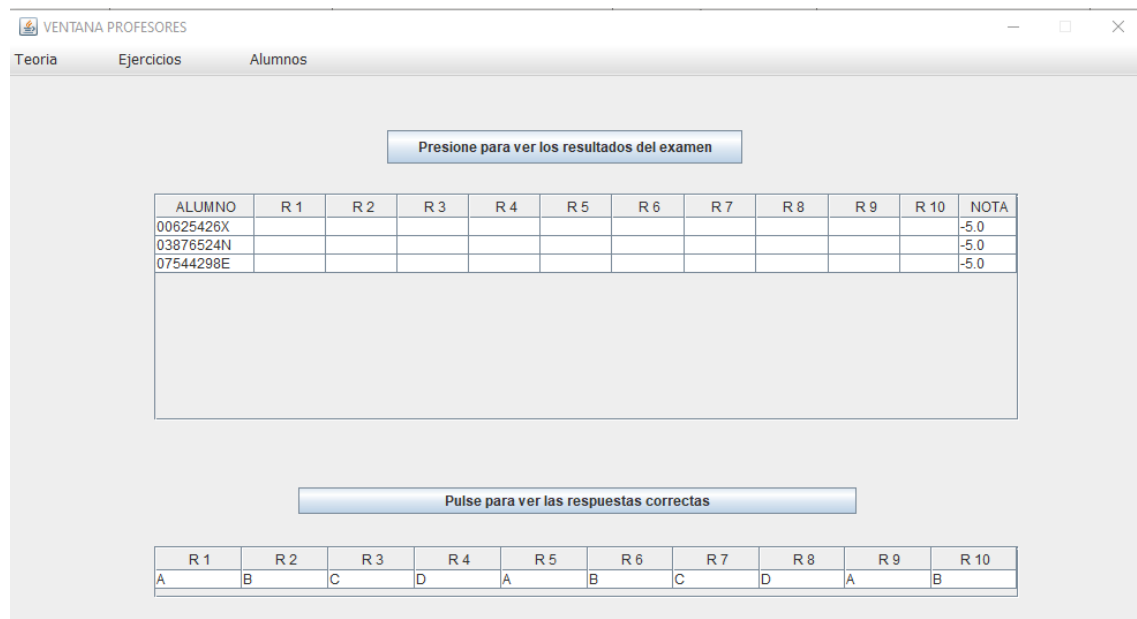 VENTANA PROFESORES
Teoria Ejercicios Alumnos
Presione para ver los resultados del examen
ALUMNO R 1 R 2 R 3 R 4 R 5 R 6 R 7 R 8 R 9 R 10 NOTA
00625426X -5.0
03876524N -5.0
07544298E -5.0
Pulse para ver las respuestas correctas
R 1 R 2 R 3 R 4 R 5 R 6 R 7 R 8 R 9 R 10
A B C D A B C D A B